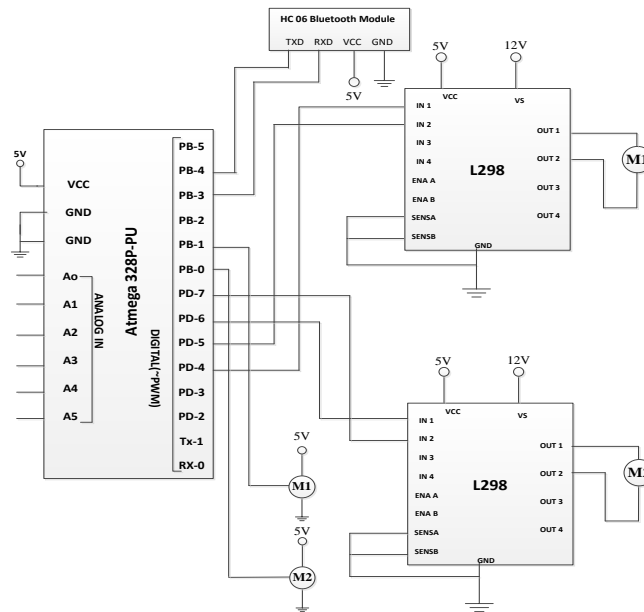 HC 06 Bluetooth Module
TXD RXD VCC GND
5V
5V
VCC
GND
GND
Ao
A1
A2
A3
A4
A5
ANALOG IN
Atmega 328P-PU
DIGITAL(~PWM)
PB-5
PB-4
PB-3
PB-2
PB-1
PB-0
PD-7
PD-6
PD-5
PD-4
PD-3
PD-2
Tx-1
RX-0
5V
12V
VCC
VS
IN 1
IN 2
IN 3
IN 4
ENA A
ENA B
SENSA
SENSB
L298
GND
OUT 1
OUT 2
OUT 3
OUT 4
M1
5V
12V
VCC
VS
IN 1
IN 2
IN 3
IN 4
ENA A
ENA B
SENSA
SENSB
L298
GND
OUT 1
OUT 2
OUT 3
OUT 4
5V
M1
5V
M2